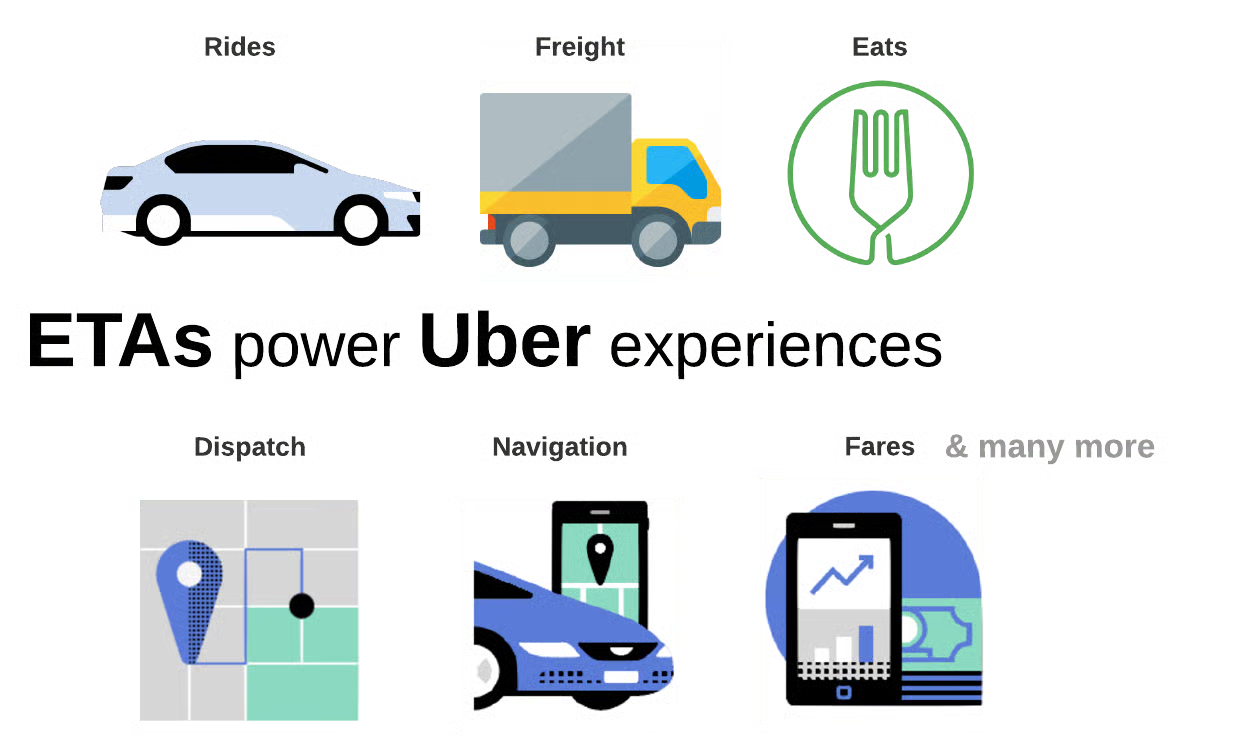 Rides Freight Eats
ETAs power Uber experiences
Dispatch Navigation Fares & many more